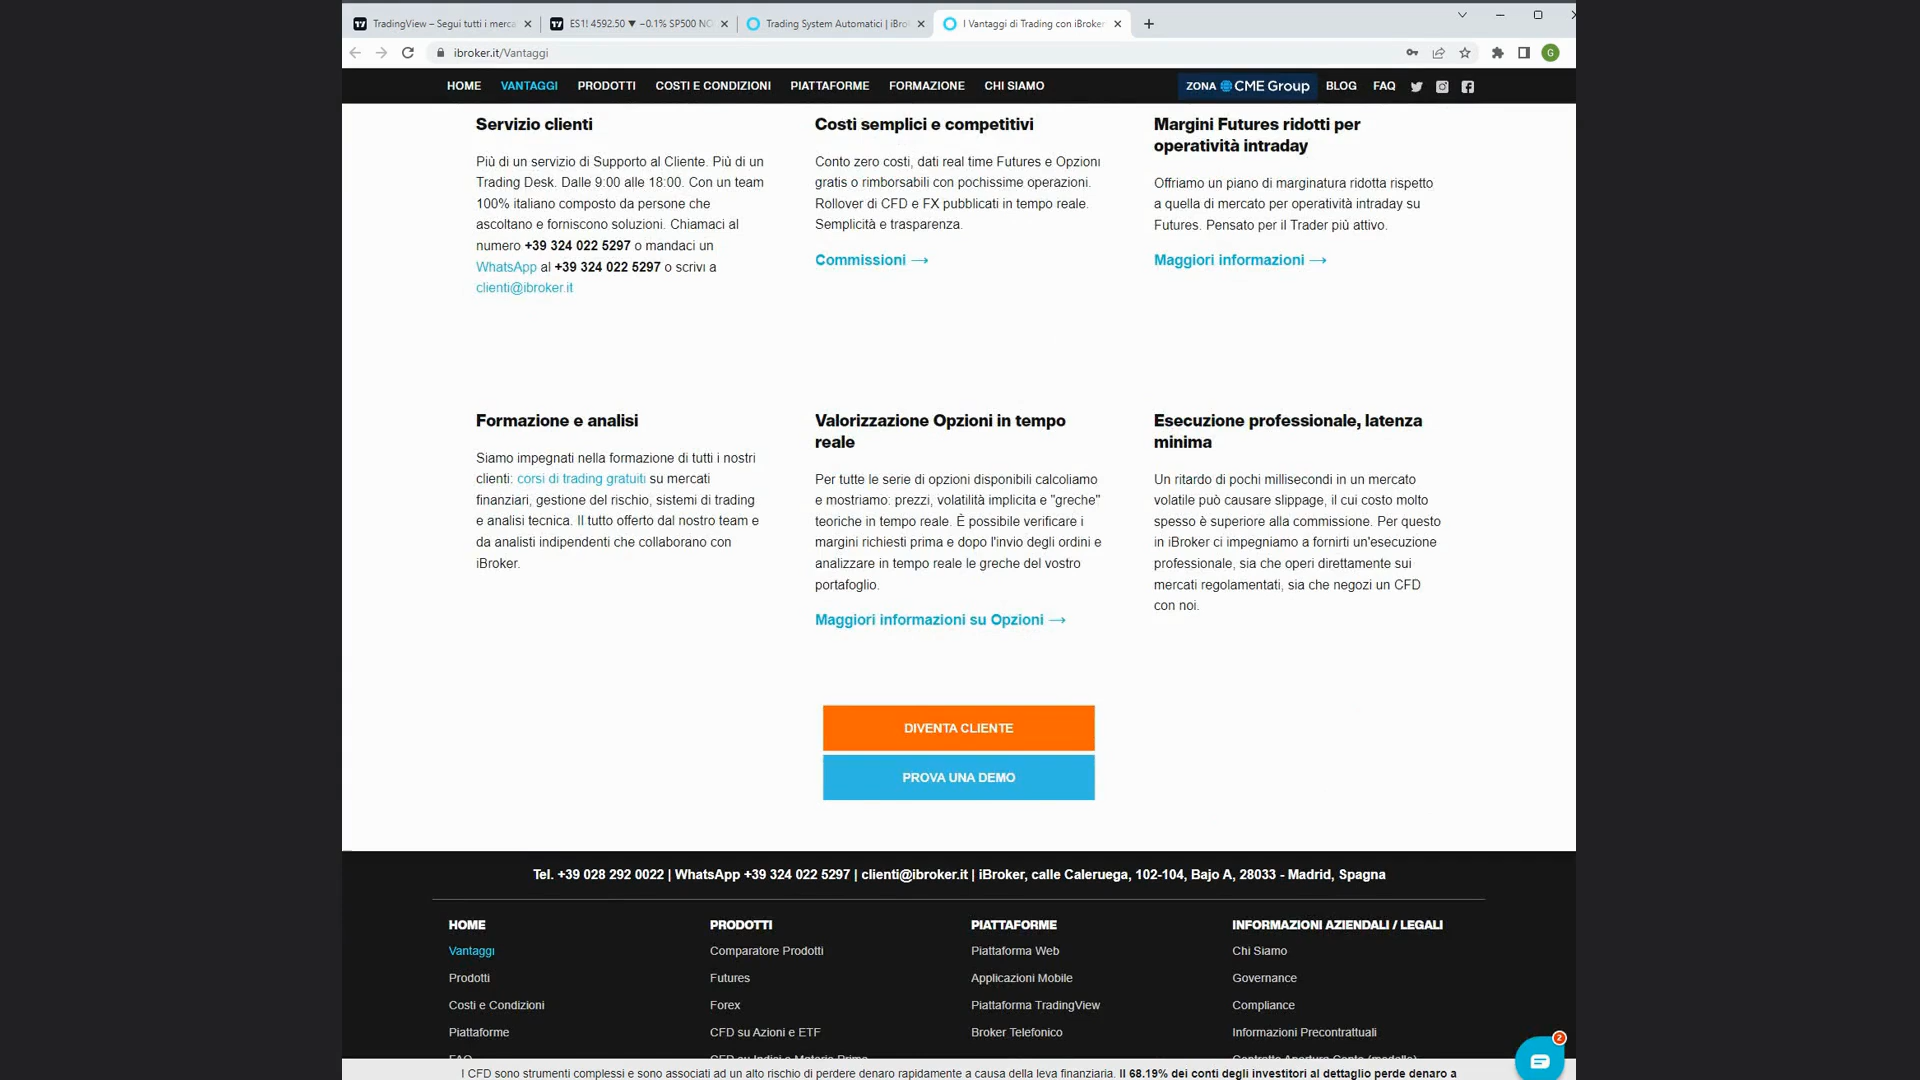 TradingView – Segui tutti i merca
ES1! 4592.50 ▼ −0.1% SP500 NO
Trading System Automatici | iBro
I Vantaggi di Trading con iBroker
ibroker.it/Vantaggi
G
HOME VANTAGGI PRODOTTI COSTI E CONDIZIONI PIATTAFORME FORMAZIONE CHI SIAMO ZONA CME Group BLOG FAQ
Servizio clienti
Più di un servizio di Supporto al Cliente. Più di un
Trading Desk. Dalle 9:00 alle 18:00. Con un team
100% italiano composto da persone che
ascoltano e forniscono soluzioni. Chiamaci al
numero +39 324 022 5297 o mandaci un
WhatsApp al +39 324 022 5297 o scrivi a
clienti@ibroker.it
Costi semplici e competitivi
Conto zero costi, dati real time Futures e Opzioni
gratis o rimborsabili con pochissime operazioni.
Rollover di CFD e FX pubblicati in tempo reale.
Semplicità e trasparenza.
Commissioni →
Margini Futures ridotti per
operatività intraday
Offriamo un piano di marginatura ridotta rispetto
a quella di mercato per operatività intraday su
Futures. Pensato per il Trader più attivo.
Maggiori informazioni →
Formazione e analisi
Siamo impegnati nella formazione di tutti i nostri
clienti: corsi di trading gratuiti su mercati
finanziari, gestione del rischio, sistemi di trading
e analisi tecnica. Il tutto offerto dal nostro team e
da analisti indipendenti che collaborano con
iBroker.
Valorizzazione Opzioni in tempo
reale
Per tutte le serie di opzioni disponibili calcoliamo
e mostriamo: prezzi, volatilità implicita e "greche"
teoriche in tempo reale. È possibile verificare i
margini richiesti prima e dopo l'invio degli ordini e
analizzare in tempo reale le greche del vostro
portafoglio.
Maggiori informazioni su Opzioni →
Esecuzione professionale, latenza
minima
Un ritardo di pochi millisecondi in un mercato
volatile può causare slippage, il cui costo molto
spesso è superiore alla commissione. Per questo
in iBroker ci impegniamo a fornirti un'esecuzione
professionale, sia che operi direttamente sui
mercati regolamentati, sia che negozi un CFD
con noi.
DIVENTA CLIENTE
PROVA UNA DEMO
Tel. +39 028 292 0022 | WhatsApp +39 324 022 5297 | clienti@ibroker.it | iBroker, calle Caleruega, 102-104, Bajo A, 28033 - Madrid, Spagna
HOME
Vantaggi
Prodotti
Costi e Condizioni
Piattaforme
FAQ
PRODOTTI
Comparatore Prodotti
Futures
Forex
CFD su Azioni e ETF
CFD su Indici e Materie Prime
PIATTAFORME
Piattaforma Web
Applicazioni Mobile
Piattaforma TradingView
Broker Telefonico
INFORMAZIONI AZIENDALI / LEGALI
Chi Siamo
Governance
Compliance
Informazioni Precontrattuali
Contratto Apertura Conto (modello)
2
I CFD sono strumenti complessi e sono associati ad un alto rischio di perdere denaro rapidamente a causa della leva finanziaria. Il 68.19% dei conti degli investitori al dettaglio perde denaro a